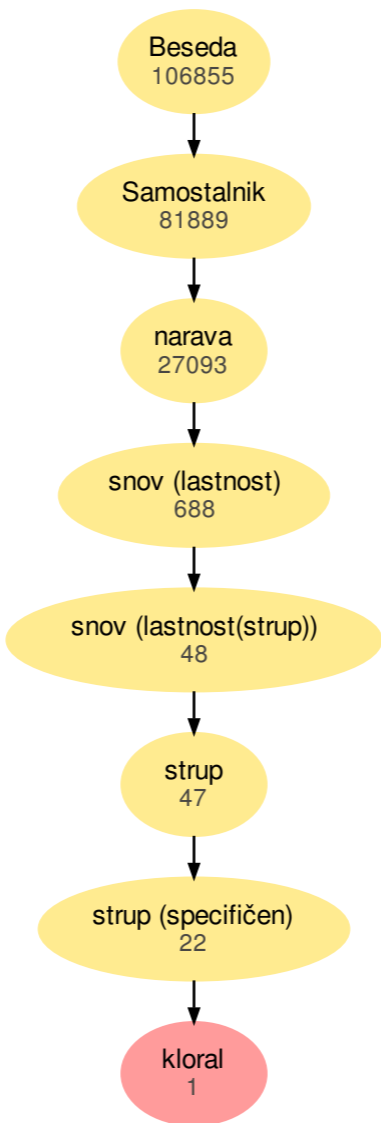 Beseda
106855
Samostalnik
81889
narava
27093
snov (lastnost)
688
snov (lastnost(strup))
48
strup
47
strup (specifičen)
22
kloral
1